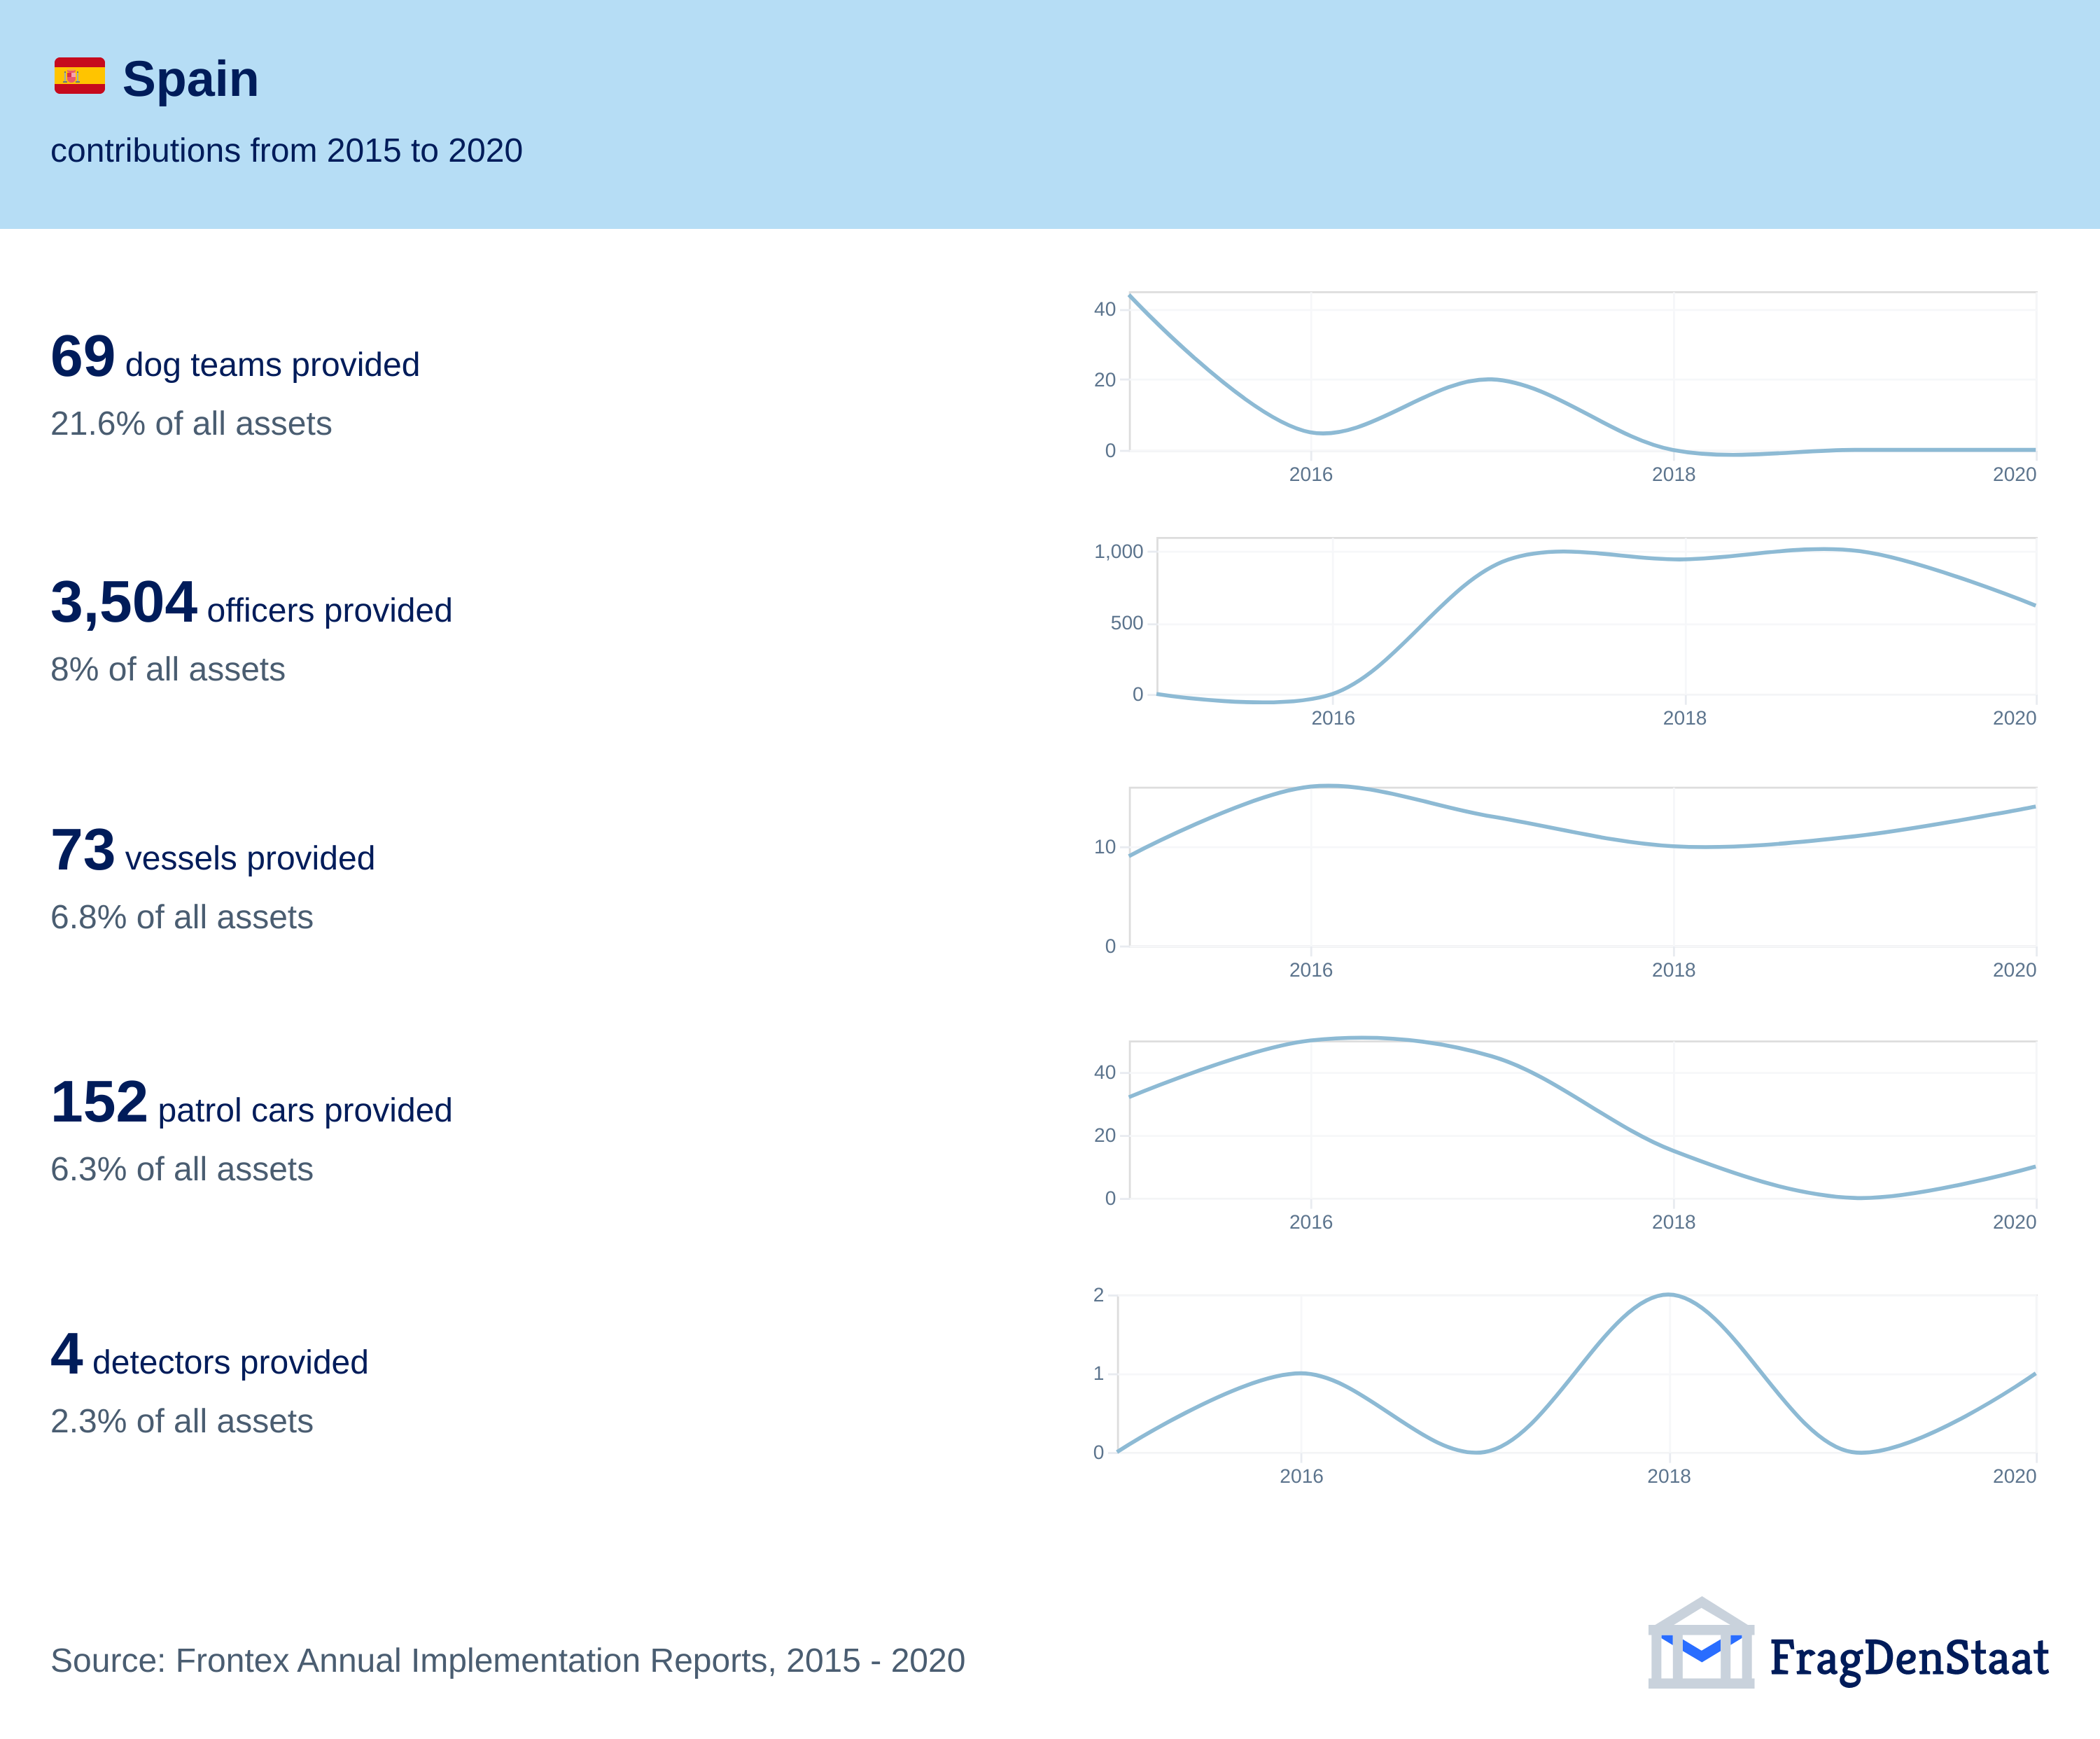 Spain
contributions from 2015 to 2020
69 dog teams provided
21.6% of all assets
40
20
0
2016 2018 2020
3,504 officers provided
8% of all assets
1,000
500
0
2016 2018 2020
73 vessels provided
6.8% of all assets
10
0
2016 2018 2020
152 patrol cars provided
6.3% of all assets
40
20
0
2016 2018 2020
4 detectors provided
2.3% of all assets
2
1
0
2016 2018 2020
Source: Frontex Annual Implementation Reports, 2015 - 2020
FragDenStaat